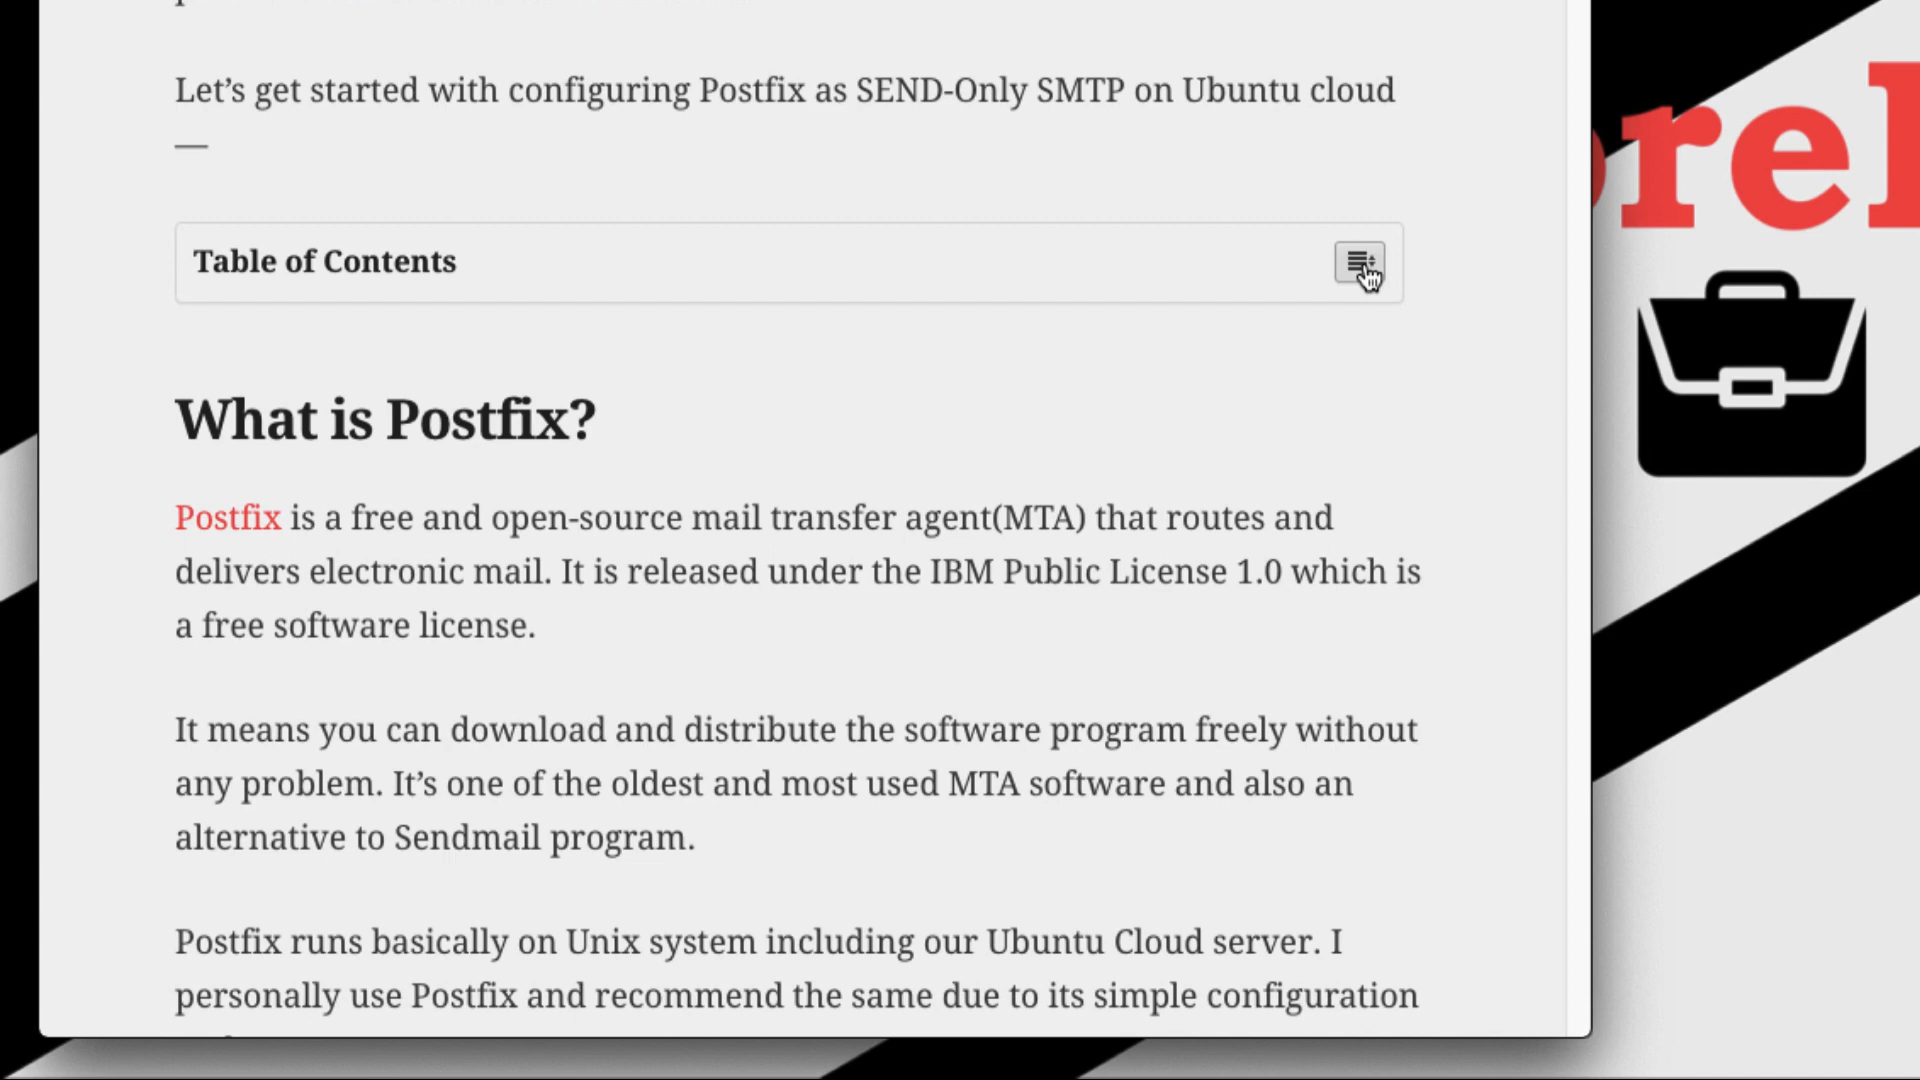 Let’s get started with configuring Postfix as SEND-Only SMTP on Ubuntu cloud
—
Table of Contents
What is Postfix?
Postfix is a free and open-source mail transfer agent(MTA) that routes and
delivers electronic mail. It is released under the IBM Public License 1.0 which is
a free software license.
It means you can download and distribute the software program freely without
any problem. It’s one of the oldest and most used MTA software and also an
alternative to Sendmail program.
Postfix runs basically on Unix system including our Ubuntu Cloud server. I
personally use Postfix and recommend the same due to its simple configuration